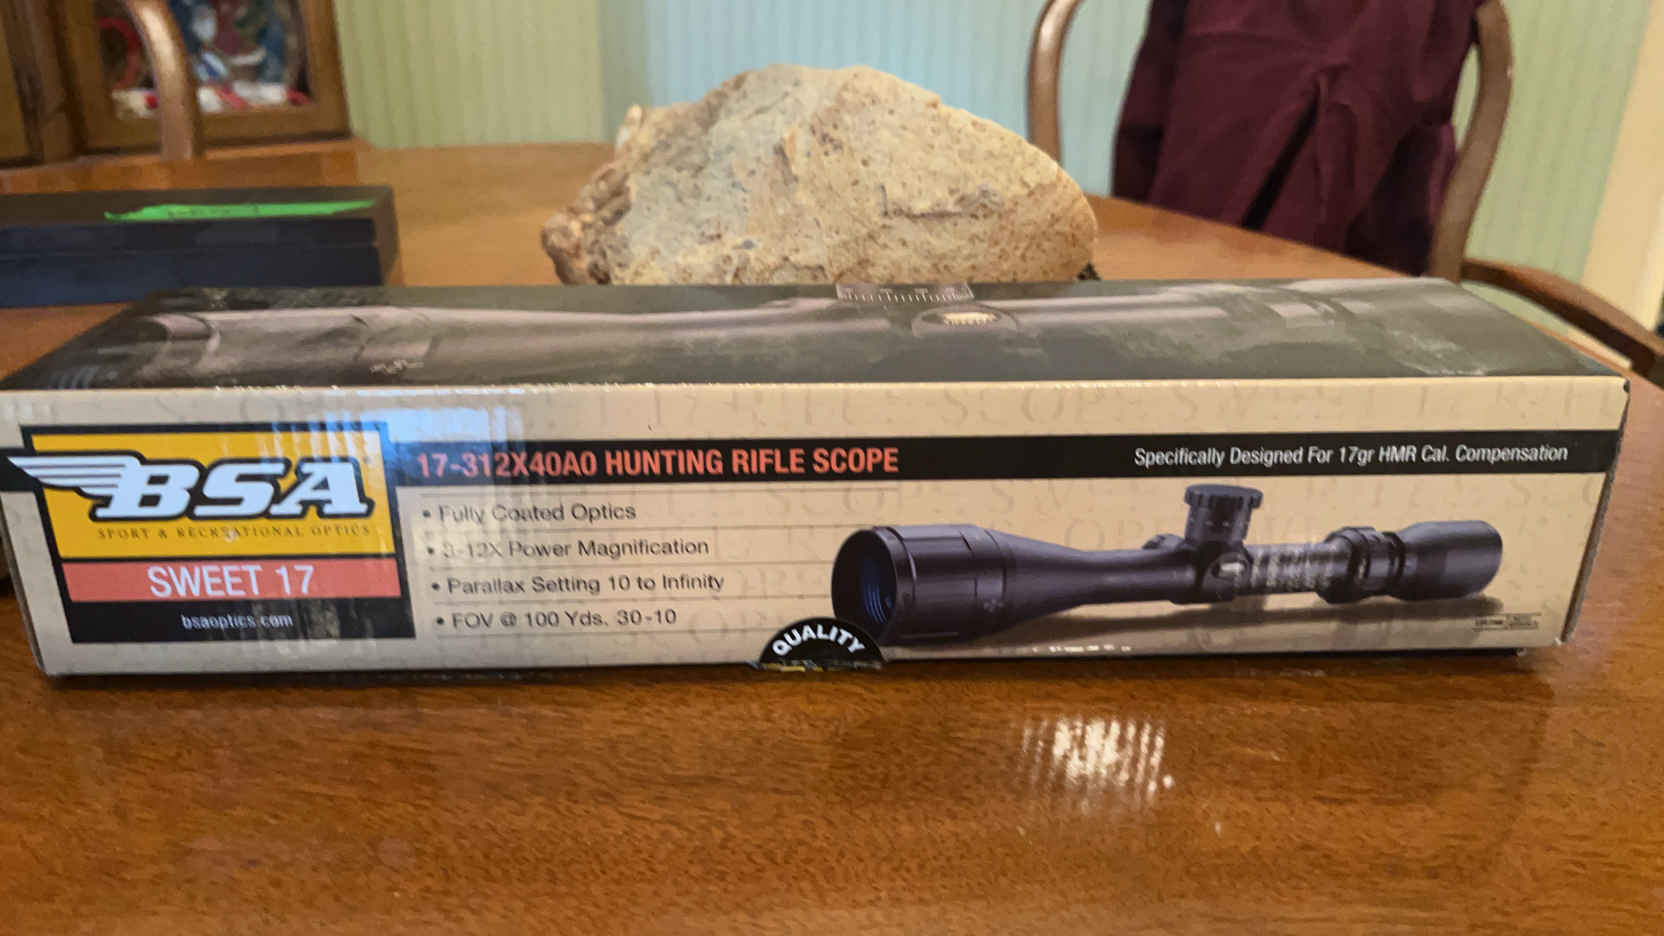 BSA
SPORT & RECREATIONAL OPTICS
SWEET 17
bsaoptics.com
17-312X40AO HUNTING RIFLE SCOPE
Specifically Designed For 17gr HMR Cal. Compensation
• Fully Coated Optics
• 3-12X Power Magnification
• Parallax Setting 10 to Infinity
• FOV @ 100 Yds. 30-10
QUALITY